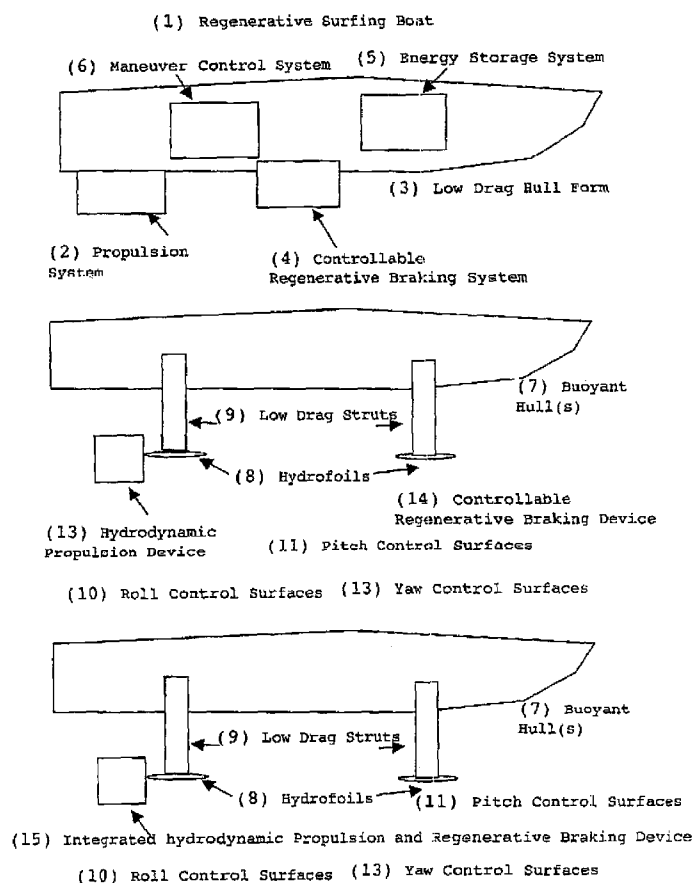 (1) Regenerative Surfing Boat
(6) Maneuver Control System
(5) Energy Storage System
(3) Low Drag Hull Form
(2) Propulsion
System
(4) Controllable
Regenerative Braking System
(7) Buoyant
Hull(s)
(9) Low Drag Struts
(8) Hydrofoils
(14) Controllable
Regenerative Braking Device
(13) Hydrodynamic
Propulsion Device
(11) Pitch Control Surfaces
(10) Roll Control Surfaces
(13) Yaw Control Surfaces
(7) Buoyant
Hull(s)
(9) Low Drag Struts
(8) Hydrofoils
(11) Pitch Control Surfaces
(15) Integrated hydrodynamic Propulsion and Regenerative Braking Device
(10) Roll Control Surfaces
(13) Yaw Control Surfaces